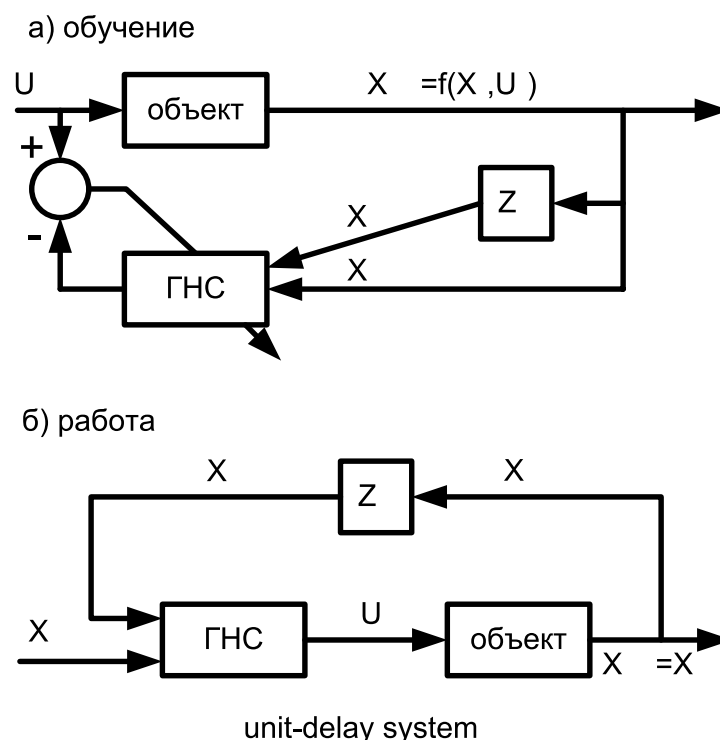 а) обучение
U
объект
X =f(X ,U )
+
Z
X
-
ГНС
X
б) работа
X
Z
X
X
ГНС
U
объект
X =X
unit-delay system